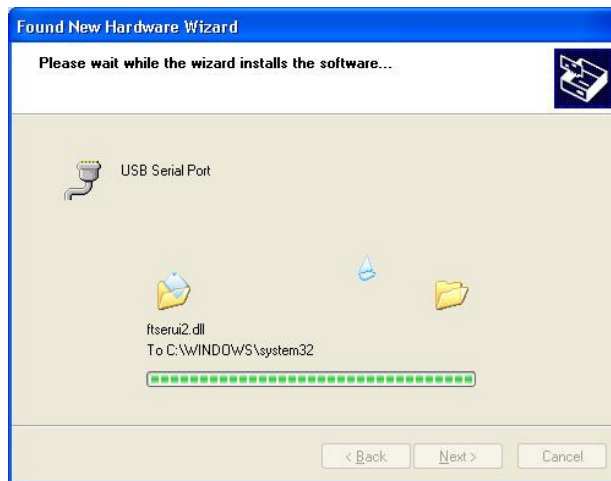 Found New Hardware Wizard
Please wait while the wizard installs the software...
USB Serial Port
ftserui2.dll
To C:\WINDOWS\system32
< Back Next > Cancel